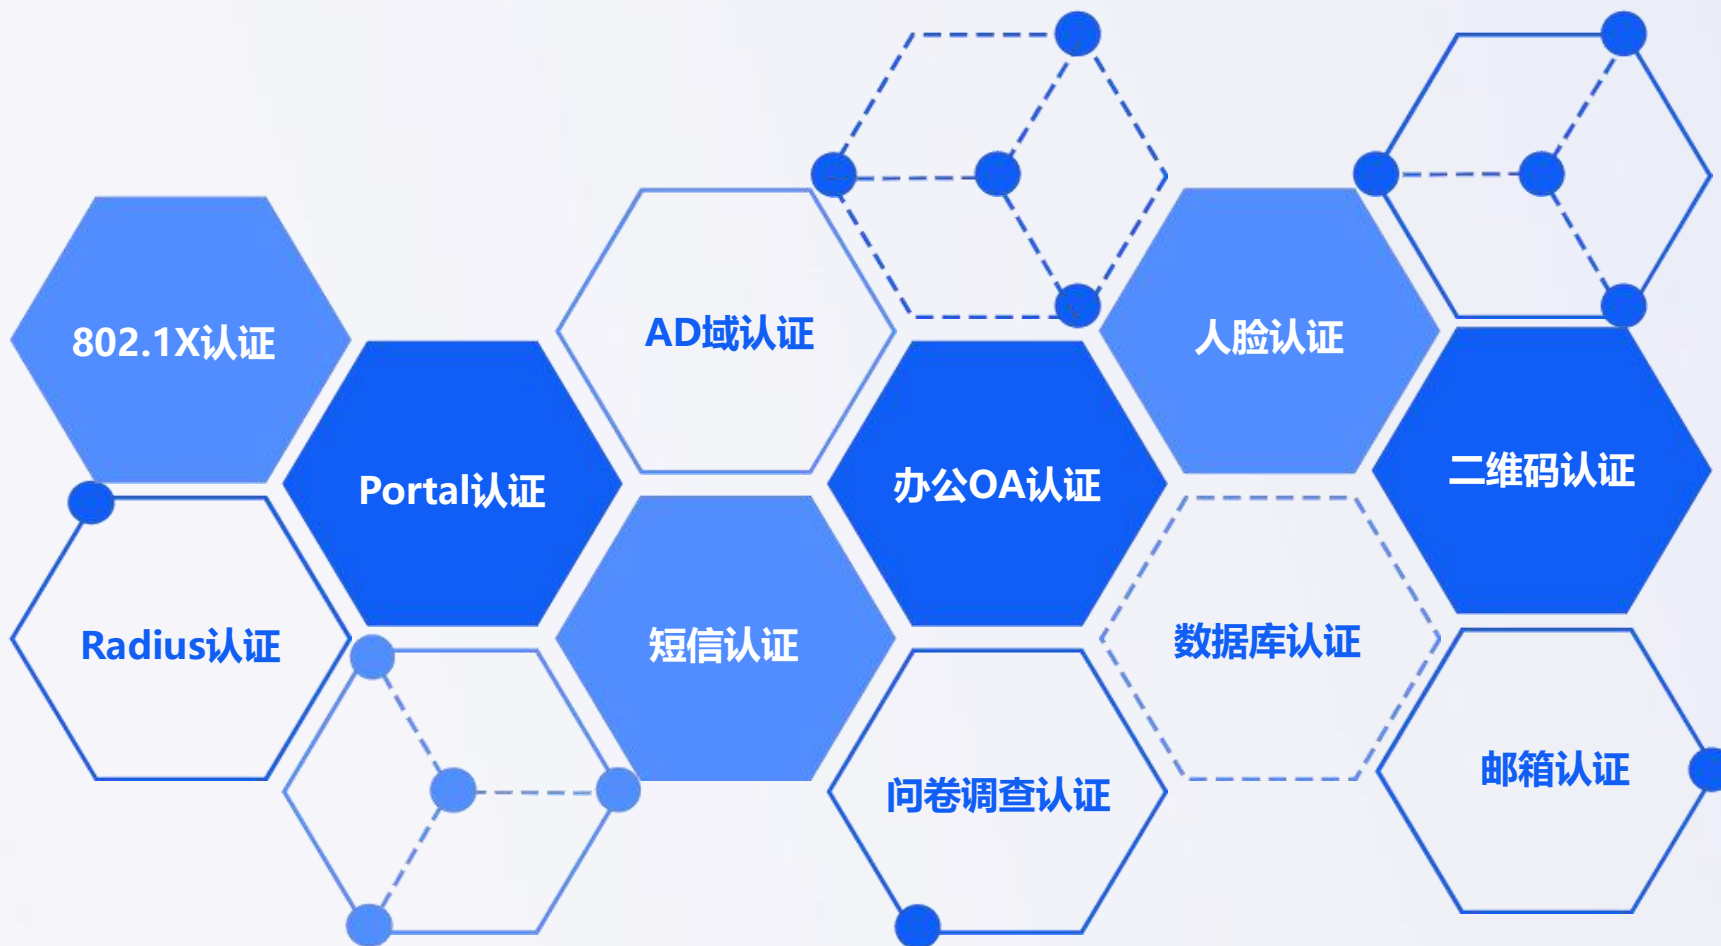 802.1X认证
Portal认证
AD域认证
办公OA认证
人脸认证
二维码认证
Radius认证
短信认证
数据库认证
问卷调查认证
邮箱认证